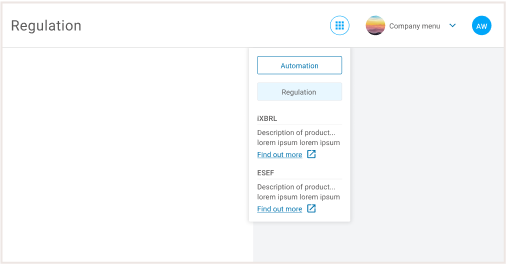 Regulation
Company menu
AW
Automation
Regulation
iXBRL
Description of product...
lorem ipsum lorem ipsum
Find out more
ESEF
Description of product...
lorem ipsum lorem ipsum
Find out more